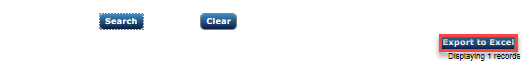 Search Clear
Export to Excel
Displaying 1 records